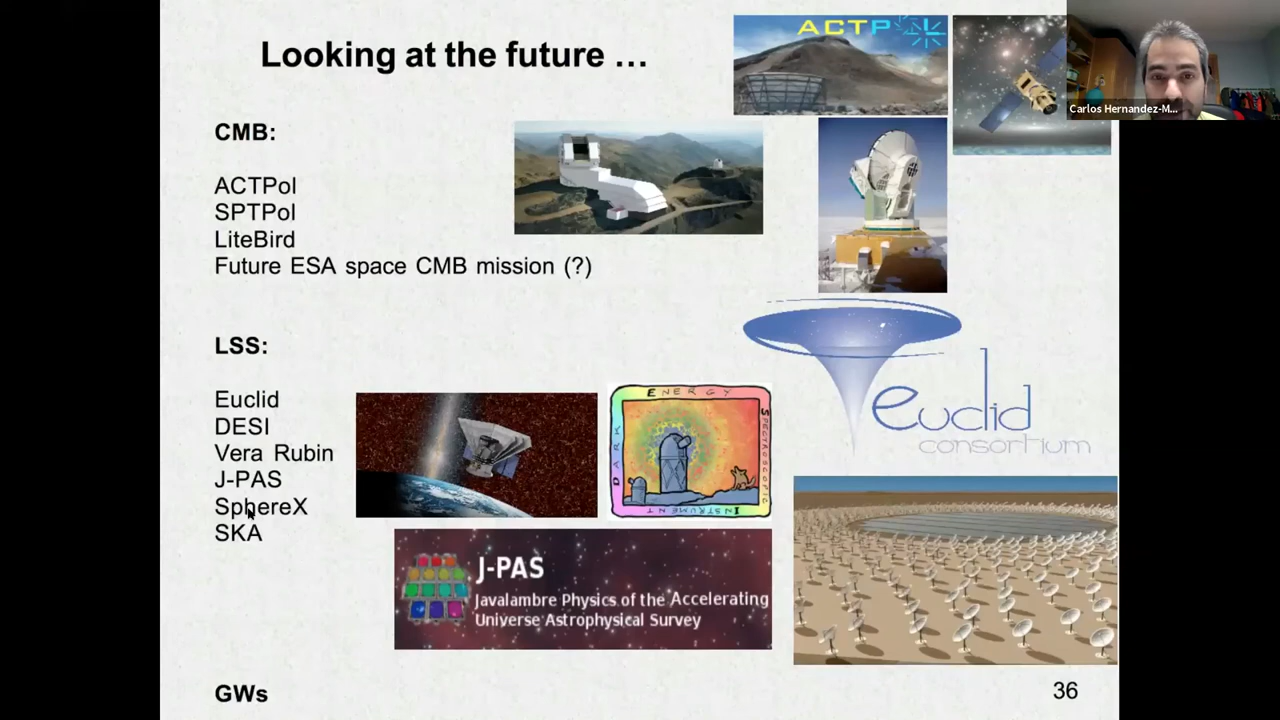 Looking at the future …
ACTPOL
Carlos Hernandez-M...
CMB:
ACTPol
SPTPol
LiteBird
Future ESA space CMB mission (?)
LSS:
Euclid
DESI
Vera Rubin
J-PAS
SphereX
SKA
DARK ENERGY SPECTROSCOPIC INSTRUMENT
euclid
consortium
J-PAS
Javalambre Physics of the Accelerating
Universe Astrophysical Survey
GWs
36